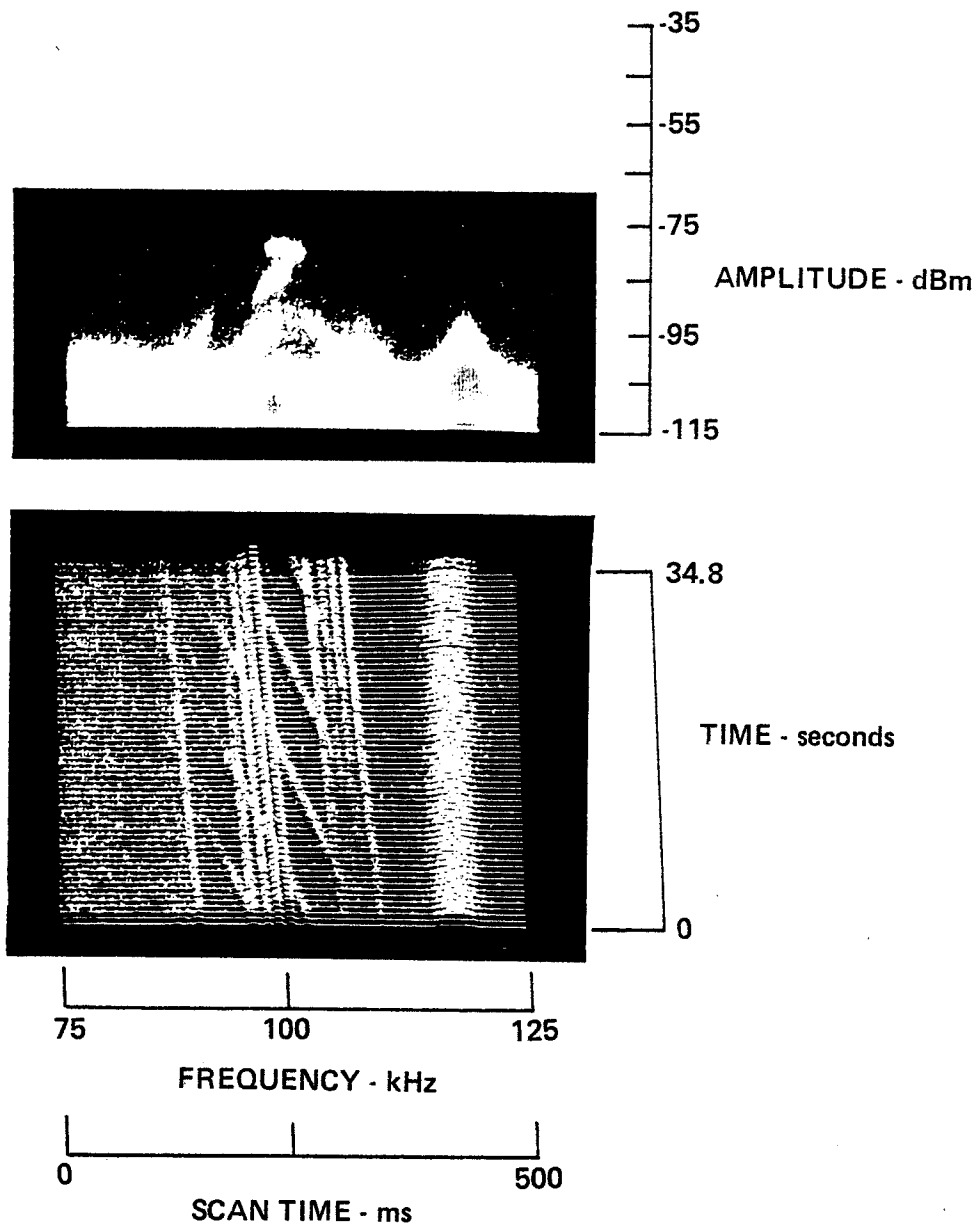 -35
-55
-75
AMPLITUDE - dBm
-95
-115
34.8
TIME - seconds
0
75 100 125
FREQUENCY - kHz
0 500
SCAN TIME - ms